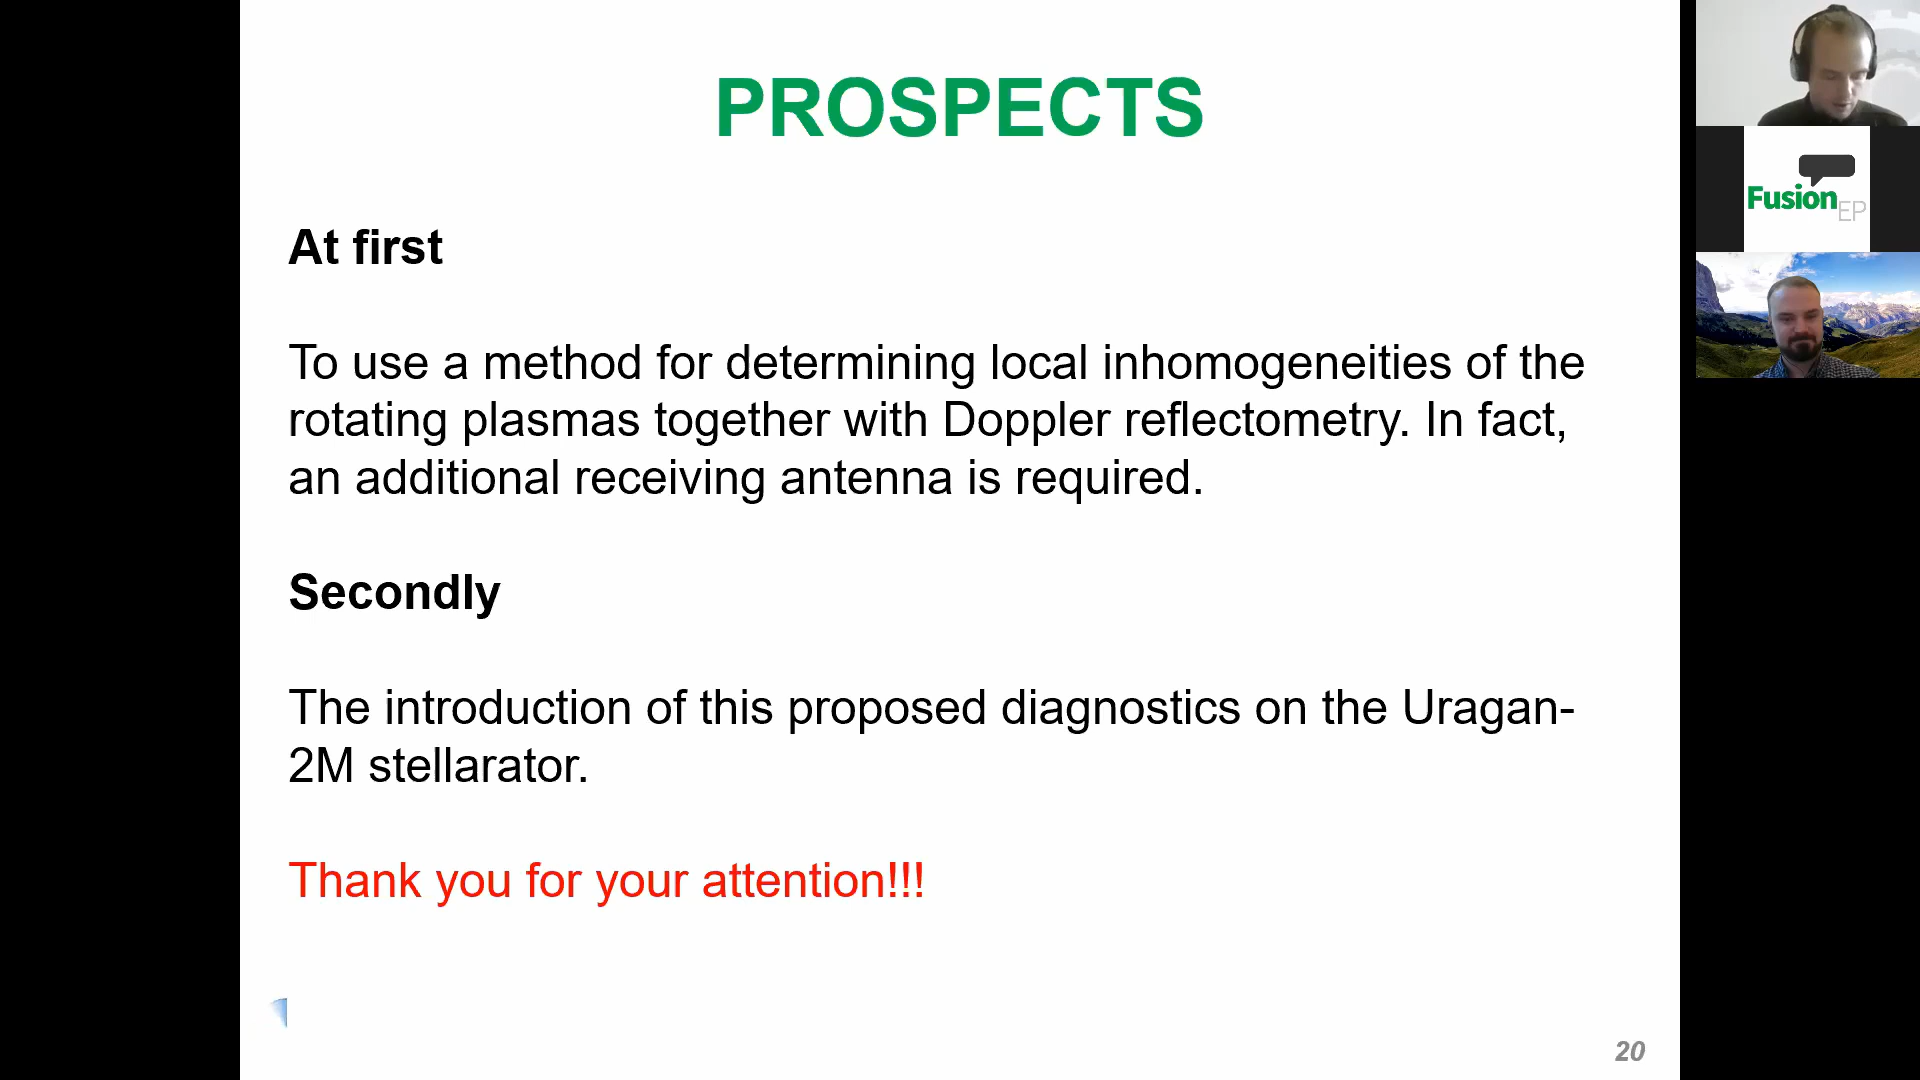 PROSPECTS
At first
To use a method for determining local inhomogeneities of the
rotating plasmas together with Doppler reflectometry. In fact,
an additional receiving antenna is required.
Secondly
The introduction of this proposed diagnostics on the Uragan-
2M stellarator.
Thank you for your attention!!!
20
Fusion
EP